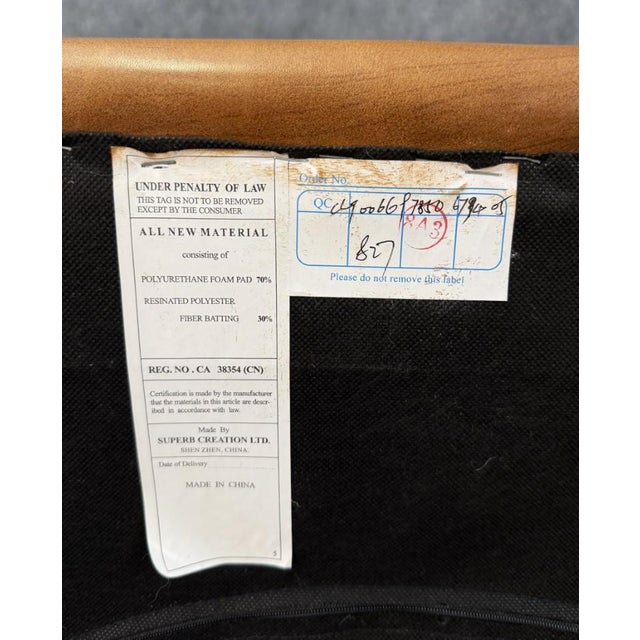 UNDER PENALTY OF LAW
THIS TAG IS NOT TO BE REMOVED
EXCEPT BY THE CONSUMER
ALL NEW MATERIAL
consisting of
POLYURETHANE FOAM PAD 70%
RESINATED POLYESTER
FIBER BATTING 30%
REG. NO. CA 38354 (CN)
Certification is made by the manufacturer
that the materials in this article are des-
cribed in accordance with law.
Made By
SUPERB CREATION LTD.
SHEN ZHEN, CHINA.
Date of Delivery
MADE IN CHINA
5
Order No.
QC
827
Please do not remove this label